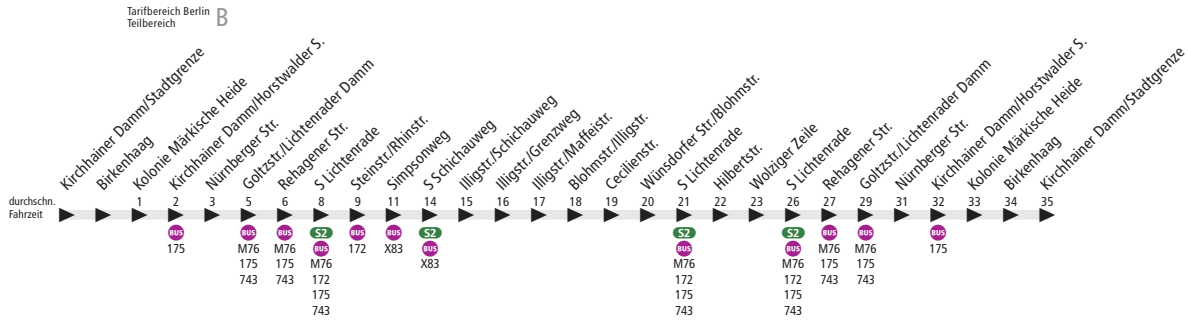 Tarifbereich Berlin
Teilbereich
B
Kirchhainer Damm/Stadtgrenze
Birkenhaag
Kolonie Märkische Heide
Kirchhainer Damm/Horstwalder S.
Nürnberger Str.
Goltzstr./Lichtenrader Damm
Rehagener Str.
S Lichtenrade
Steinstr./Rhinstr.
Simpsonweg
S Schichauweg
Illigstr./Schichauweg
Illigstr./Grenzweg
Illigstr./Maffeistr.
Blohmstr./Illigstr.
Cecilienstr.
Wünsdorfer Str./Blohmstr.
S Lichtenrade
Hilbertstr.
Wolziger Zeile
S Lichtenrade
Rehagener Str.
Goltzstr./Lichtenrader Damm
Nürnberger Str.
Kirchhainer Damm/Horstwalder S.
Kolonie Märkische Heide
Birkenhaag
Kirchhainer Damm/Stadtgrenze
durchschn.
Fahrzeit
1 2 3 5 6 8 9 11 14 15 16 17 18 19 20 21 22 23 26 27 29 31 32 33 34 35
BUS
175
BUS
M76
175
743
BUS
M76
175
743
S2
BUS
M76
172
175
743
BUS
172
BUS
X83
S2
BUS
X83
S2
BUS
M76
172
175
743
S2
BUS
M76
172
175
743
BUS
M76
175
743
BUS
M76
175
743
BUS
175